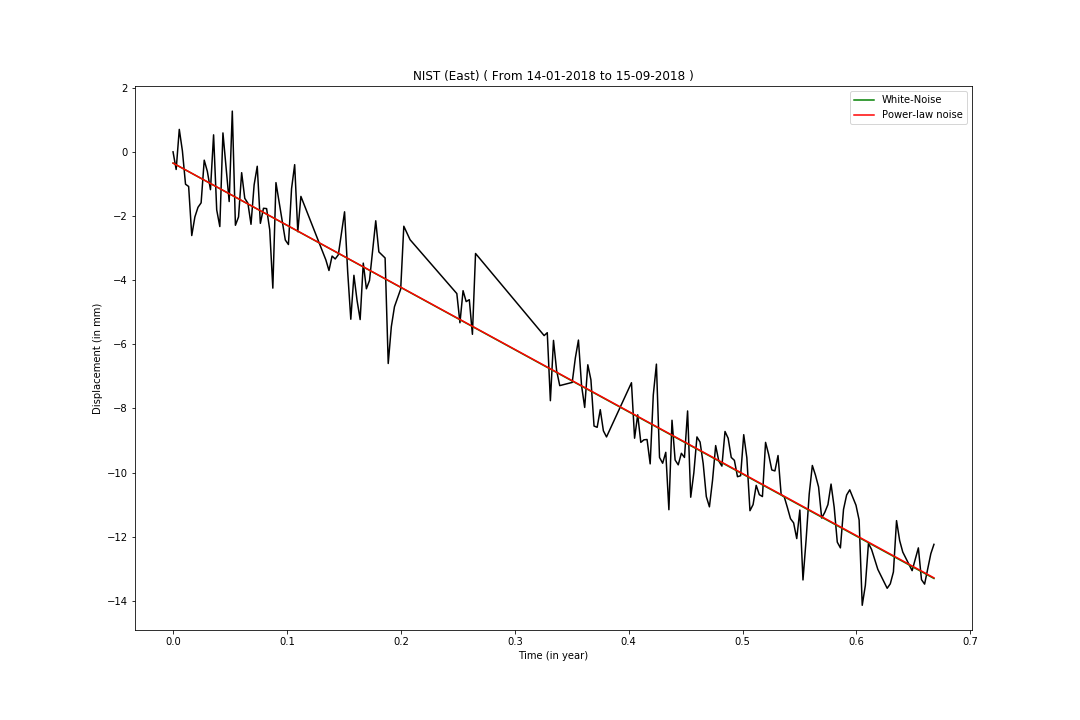 NIST (East) ( From 14-01-2018 to 15-09-2018 )
White-Noise
Power-law noise
Displacement (in mm)
2
0
−2
−4
−6
−8
−10
−12
−14
0.0 0.1 0.2 0.3 0.4 0.5 0.6 0.7
Time (in year)